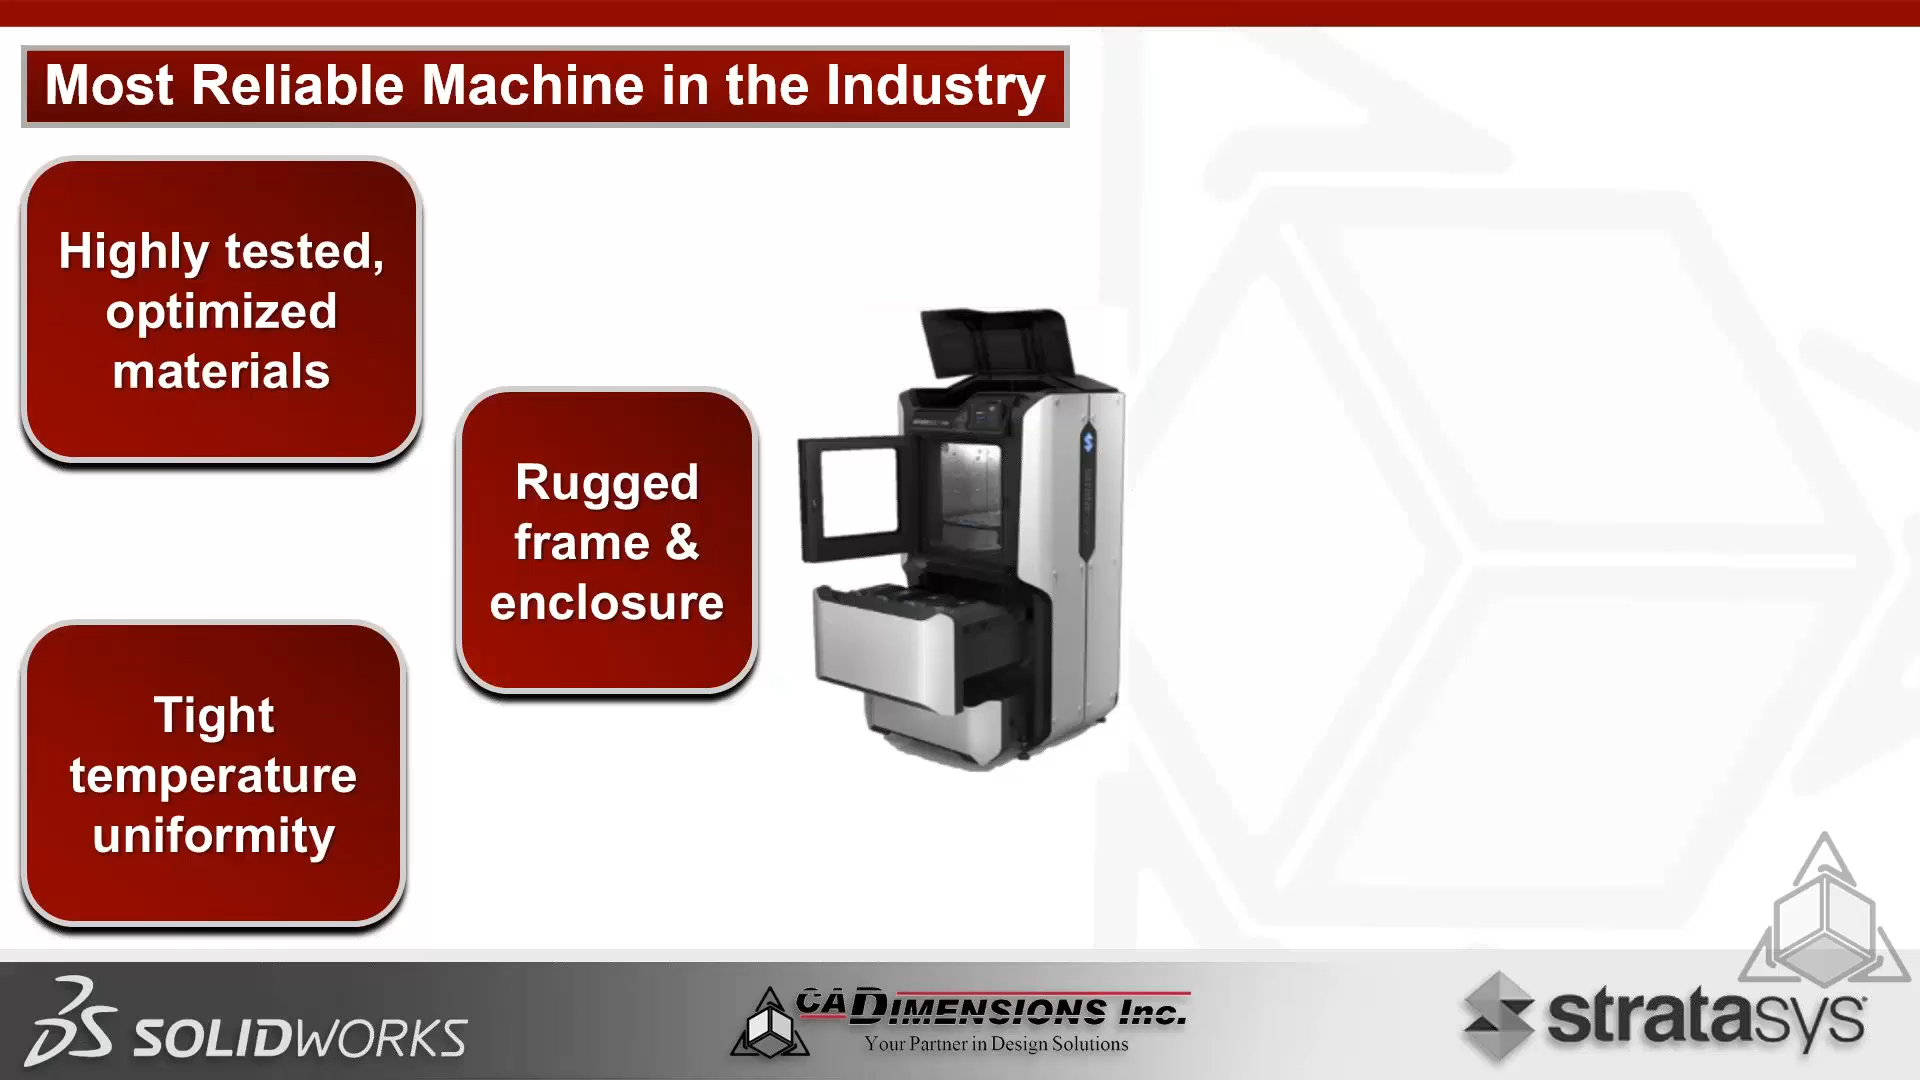 Most Reliable Machine in the Industry
Highly tested,
optimized
materials
Rugged
frame &
enclosure
Tight
temperature
uniformity
SOLIDWORKS
CADIMENSIONS Inc.
Your Partner in Design Solutions
stratasys